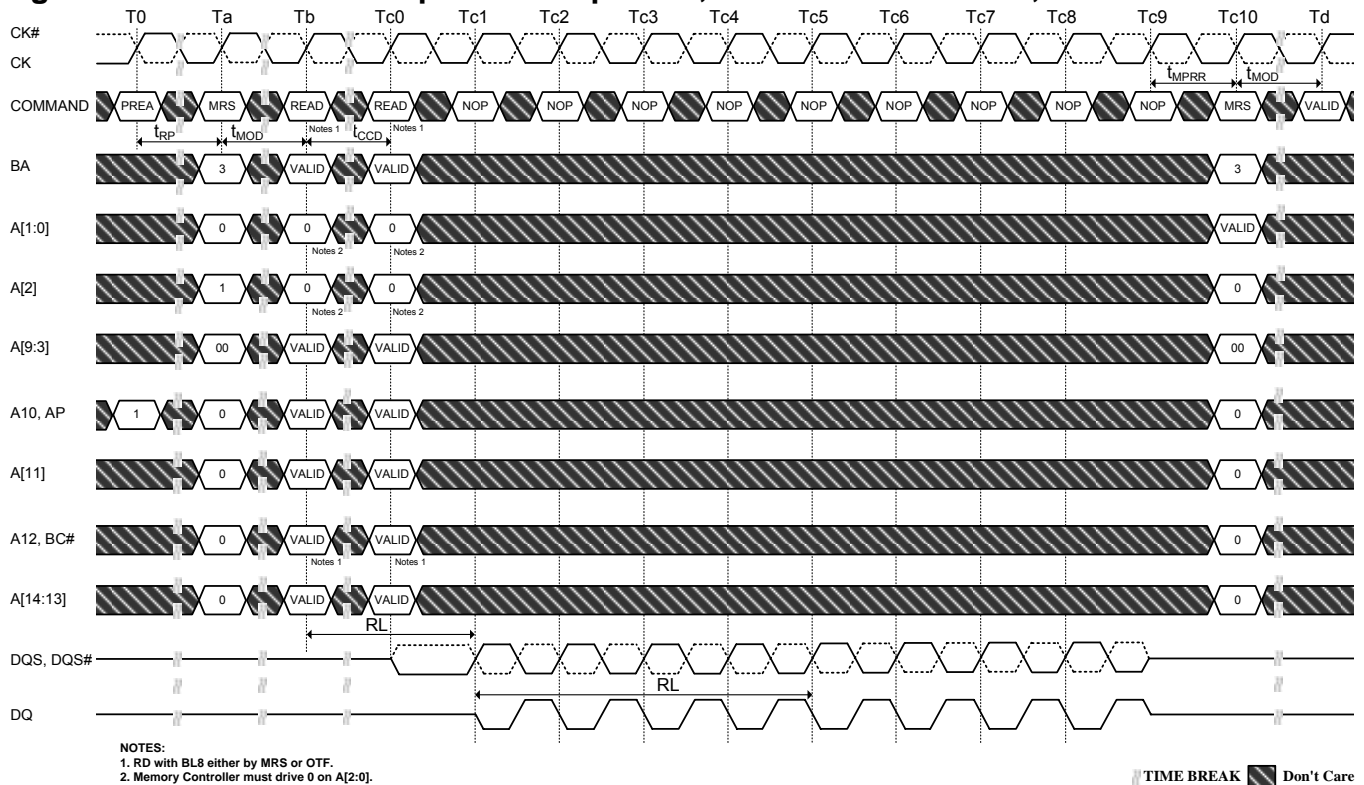 T0 Ta Tb Tc0 Tc1 Tc2 Tc3 Tc4 Tc5 Tc6 Tc7 Tc8 Tc9 Tc10 Td
CK#
CK
tMPRR tMOD
COMMAND PREA MRS READ READ NOP NOP NOP NOP NOP NOP NOP NOP NOP MRS VALID
Notes 1 Notes 1
tRP tMOD tCCD
BA 3 VALID VALID 3
A[1:0] 0 0 0 VALID
Notes 2 Notes 2
A[2] 1 0 0 0
Notes 2 Notes 2
A[9:3] 00 VALID VALID 00
A10, AP 1 0 VALID VALID 0
A[11] 0 VALID VALID 0
A12, BC# 0 VALID VALID 0
Notes 1 Notes 1
A[14:13] 0 VALID VALID 0
RL
DQS, DQS#
RL
DQ
NOTES:
1. RD with BL8 either by MRS or OTF.
2. Memory Controller must drive 0 on A[2:0].
TIME BREAK Don't Care